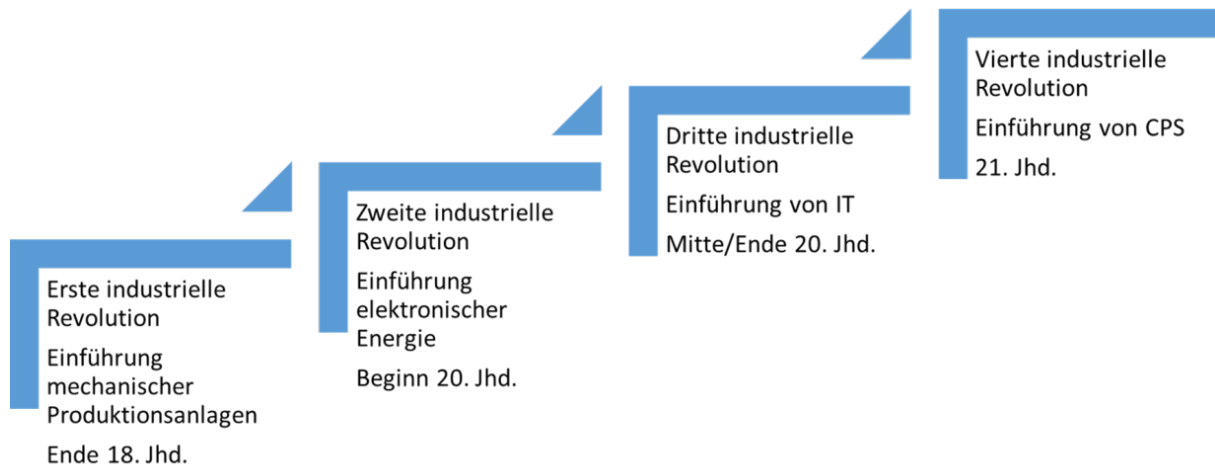 Erste industrielle
Revolution
Einführung
mechanischer
Produktionsanlagen
Ende 18. Jhd.
Zweite industrielle
Revolution
Einführung
elektronischer
Energie
Beginn 20. Jhd.
Dritte industrielle
Revolution
Einführung von IT
Mitte/Ende 20. Jhd.
Vierte industrielle
Revolution
Einführung von CPS
21. Jhd.